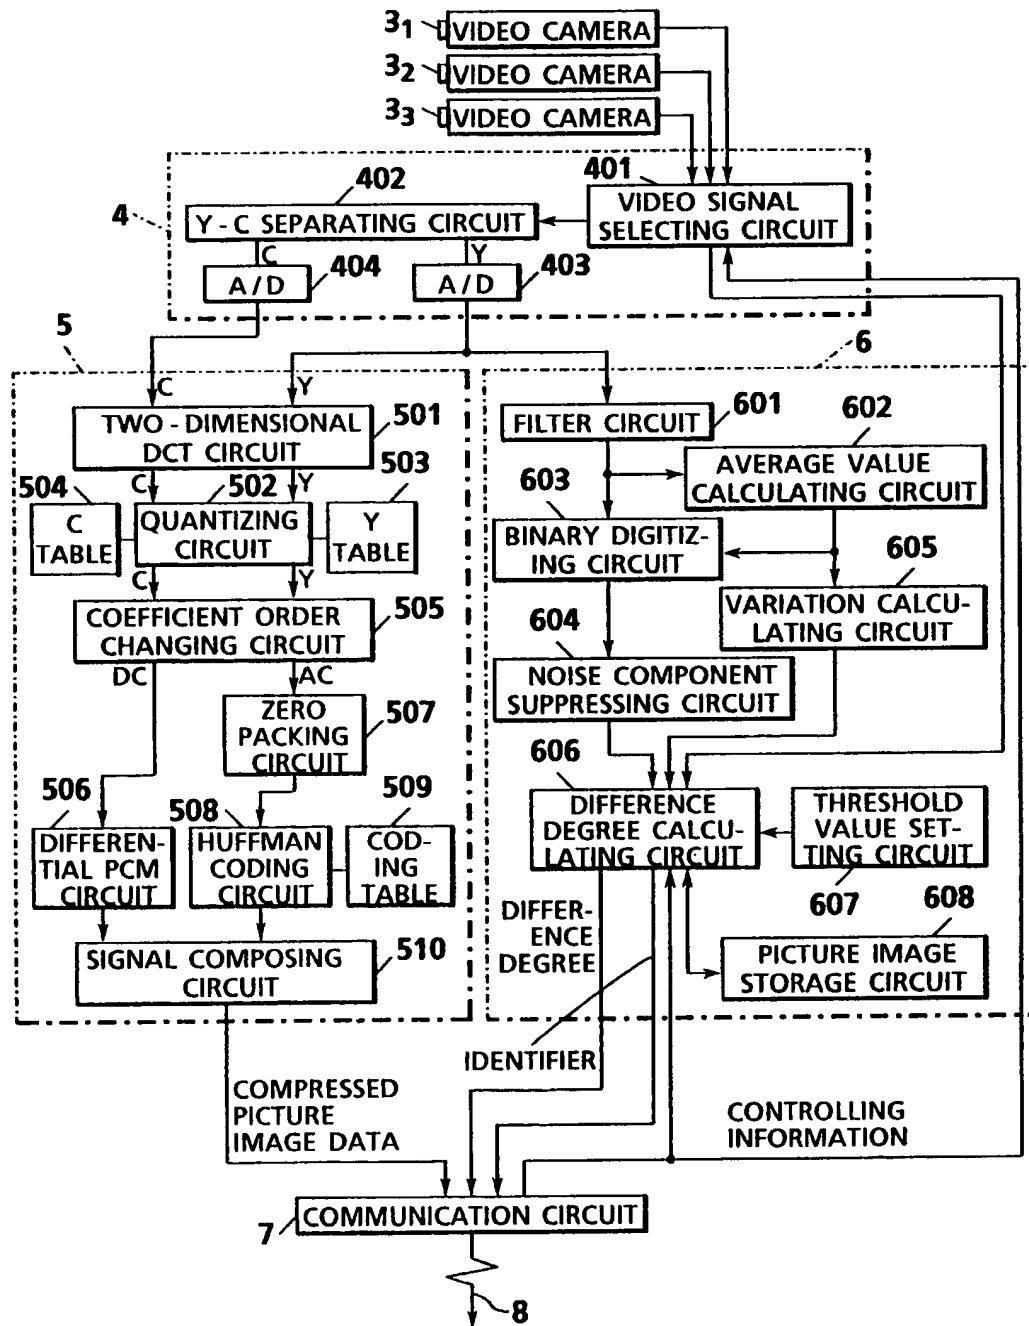 3₁ VIDEO CAMERA
3₂ VIDEO CAMERA
3₃ VIDEO CAMERA
4
402
Y - C SEPARATING CIRCUIT
401
VIDEO SIGNAL
SELECTING CIRCUIT
C
404
A/D
Y
403
A/D
5
C
Y
TWO-DIMENSIONAL
DCT CIRCUIT
501
C
Y
504
C
TABLE
502
QUANTIZING
CIRCUIT
503
Y
TABLE
C
Y
COEFFICIENT ORDER
CHANGING CIRCUIT
505
DC
AC
ZERO
PACKING
CIRCUIT
507
506
DIFFEREN-
TIAL PCM
CIRCUIT
508
HUFFMAN
CODING
CIRCUIT
509
COD-
ING
TABLE
SIGNAL COMPOSING
CIRCUIT
510
6
FILTER CIRCUIT
601
602
AVERAGE VALUE
CALCULATING CIRCUIT
603
BINARY DIGITIZ-
ING CIRCUIT
605
VARIATION CALCU-
LATING CIRCUIT
604
NOISE COMPONENT
SUPPRESSING CIRCUIT
606
DIFFERENCE
DEGREE CALCU-
LATING CIRCUIT
THRESHOLD
VALUE SET-
TING CIRCUIT
607
608
PICTURE IMAGE
STORAGE CIRCUIT
DIFFER-
ENCE
DEGREE
IDENTIFIER
COMPRESSED
PICTURE
IMAGE DATA
CONTROLLING
INFORMATION
7
COMMUNICATION CIRCUIT
8